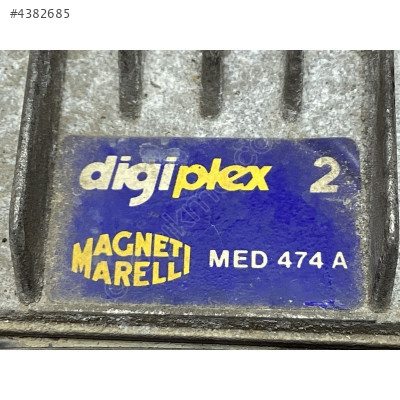 #4382685
digiplex 2
MAGNETI MARELLI MED 474 A